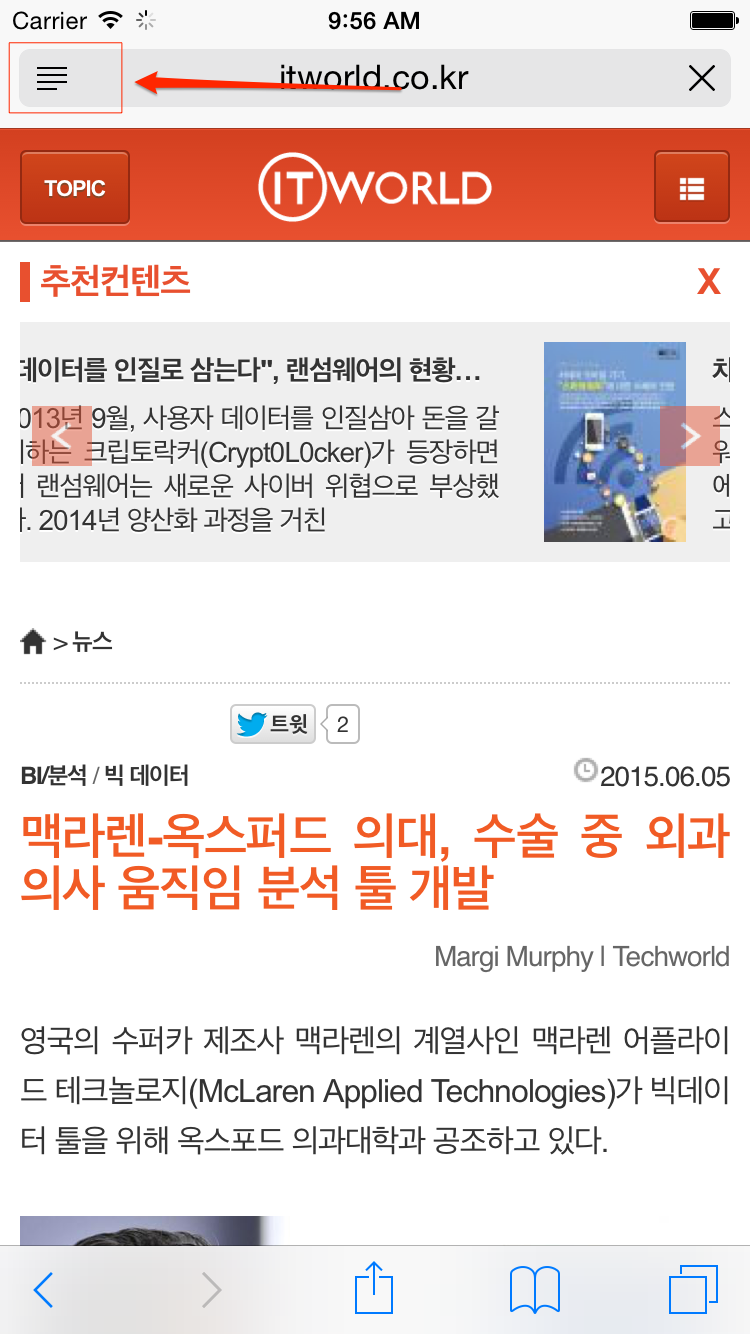 Carrier 9:56 AM
itworld.co.kr
TOPIC ITWORLD
추천컨텐츠 X
데이터를 인질로 삼는다", 랜섬웨어의 현황...
013년 9월, 사용자 데이터를 인질삼아 돈을 갈
하는 크립토락커(Crypt0L0cker)가 등장하면
랜섬웨어는 새로운 사이버 위협으로 부상했
. 2014년 양산화 과정을 거친
> 뉴스
트윗 2
BI/분석 / 빅 데이터 2015.06.05
맥라렌-옥스퍼드 의대, 수술 중 외과
의사 움직임 분석 툴 개발
Margi Murphy | Techworld
영국의 수퍼카 제조사 맥라렌의 계열사인 맥라렌 어플라이
드 테크놀로지(McLaren Applied Technologies)가 빅데이
터 툴을 위해 옥스포드 의과대학과 공조하고 있다.